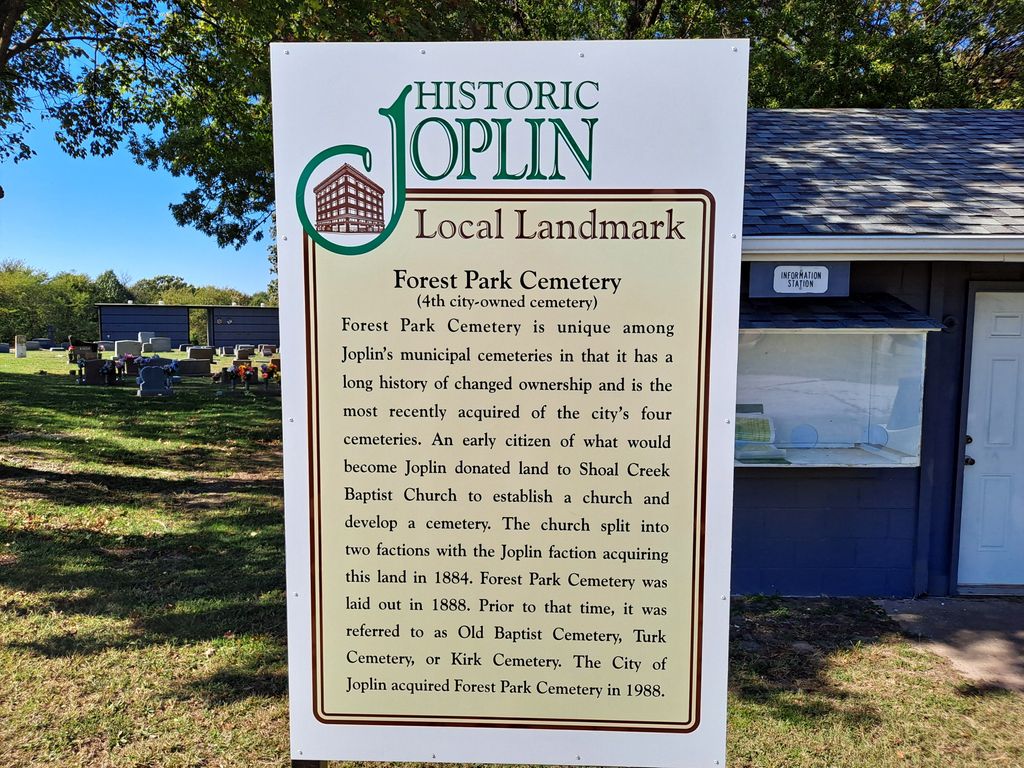 HISTORIC
JOPLIN
Local Landmark
Forest Park Cemetery
(4th city-owned cemetery)
Forest Park Cemetery is unique among
Joplin's municipal cemeteries in that it has a
long history of changed ownership and is the
most recently acquired of the city's four
cemeteries. An early citizen of what would
become Joplin donated land to Shoal Creek
Baptist Church to establish a church and
develop a cemetery. The church split into
two factions with the Joplin faction acquiring
this land in 1884. Forest Park Cemetery was
laid out in 1888. Prior to that time, it was
referred to as Old Baptist Cemetery, Turk
Cemetery, or Kirk Cemetery. The City of
Joplin acquired Forest Park Cemetery in 1988.
INFORMATION
STATION